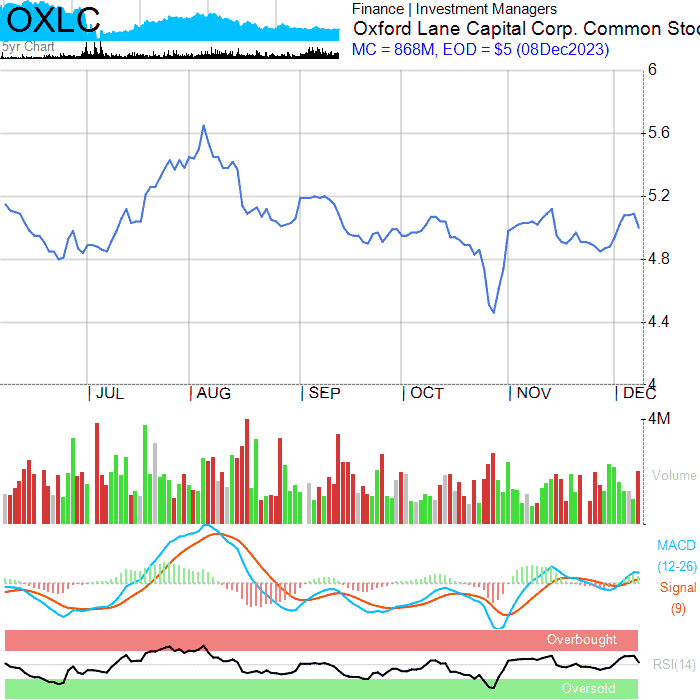 OXLC
5yr Chart
Finance | Investment Managers
Oxford Lane Capital Corp. Common Stoc
MC = 868M, EOD = $5 (08Dec2023)
6
5.6
5.2
4.8
4.4
4
JUL AUG SEP OCT NOV DEC
4M
Volume
MACD
(12-26)
Signal
(9)
Overbought
RSI(14)
Oversold